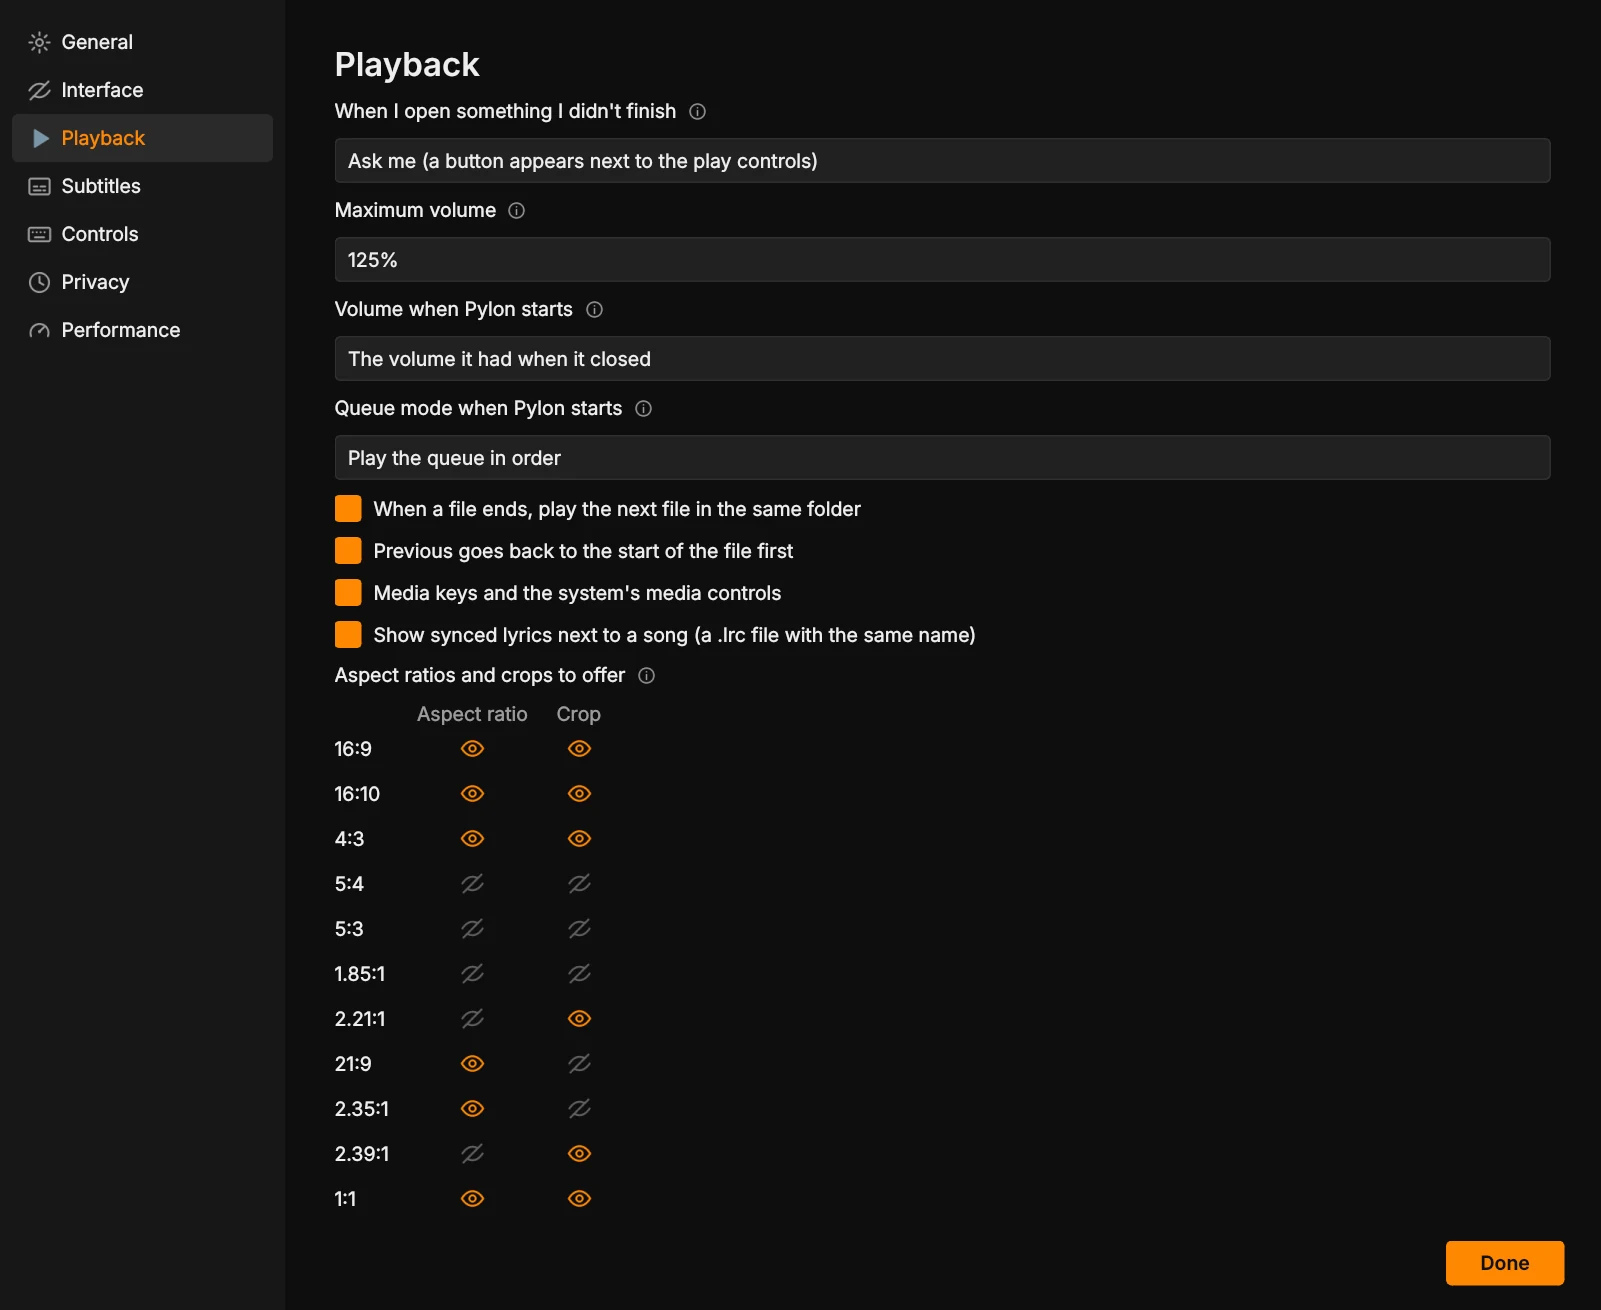 General
Interface
Playback
Subtitles
Controls
Privacy
Performance
Playback
When I open something I didn't finish
Ask me (a button appears next to the play controls)
Maximum volume
125%
Volume when Pylon starts
The volume it had when it closed
Queue mode when Pylon starts
Play the queue in order
When a file ends, play the next file in the same folder
Previous goes back to the start of the file first
Media keys and the system's media controls
Show synced lyrics next to a song (a .lrc file with the same name)
Aspect ratios and crops to offer
Aspect ratio Crop
16:9
16:10
4:3
5:4
5:3
1.85:1
2.21:1
21:9
2.35:1
2.39:1
1:1
Done